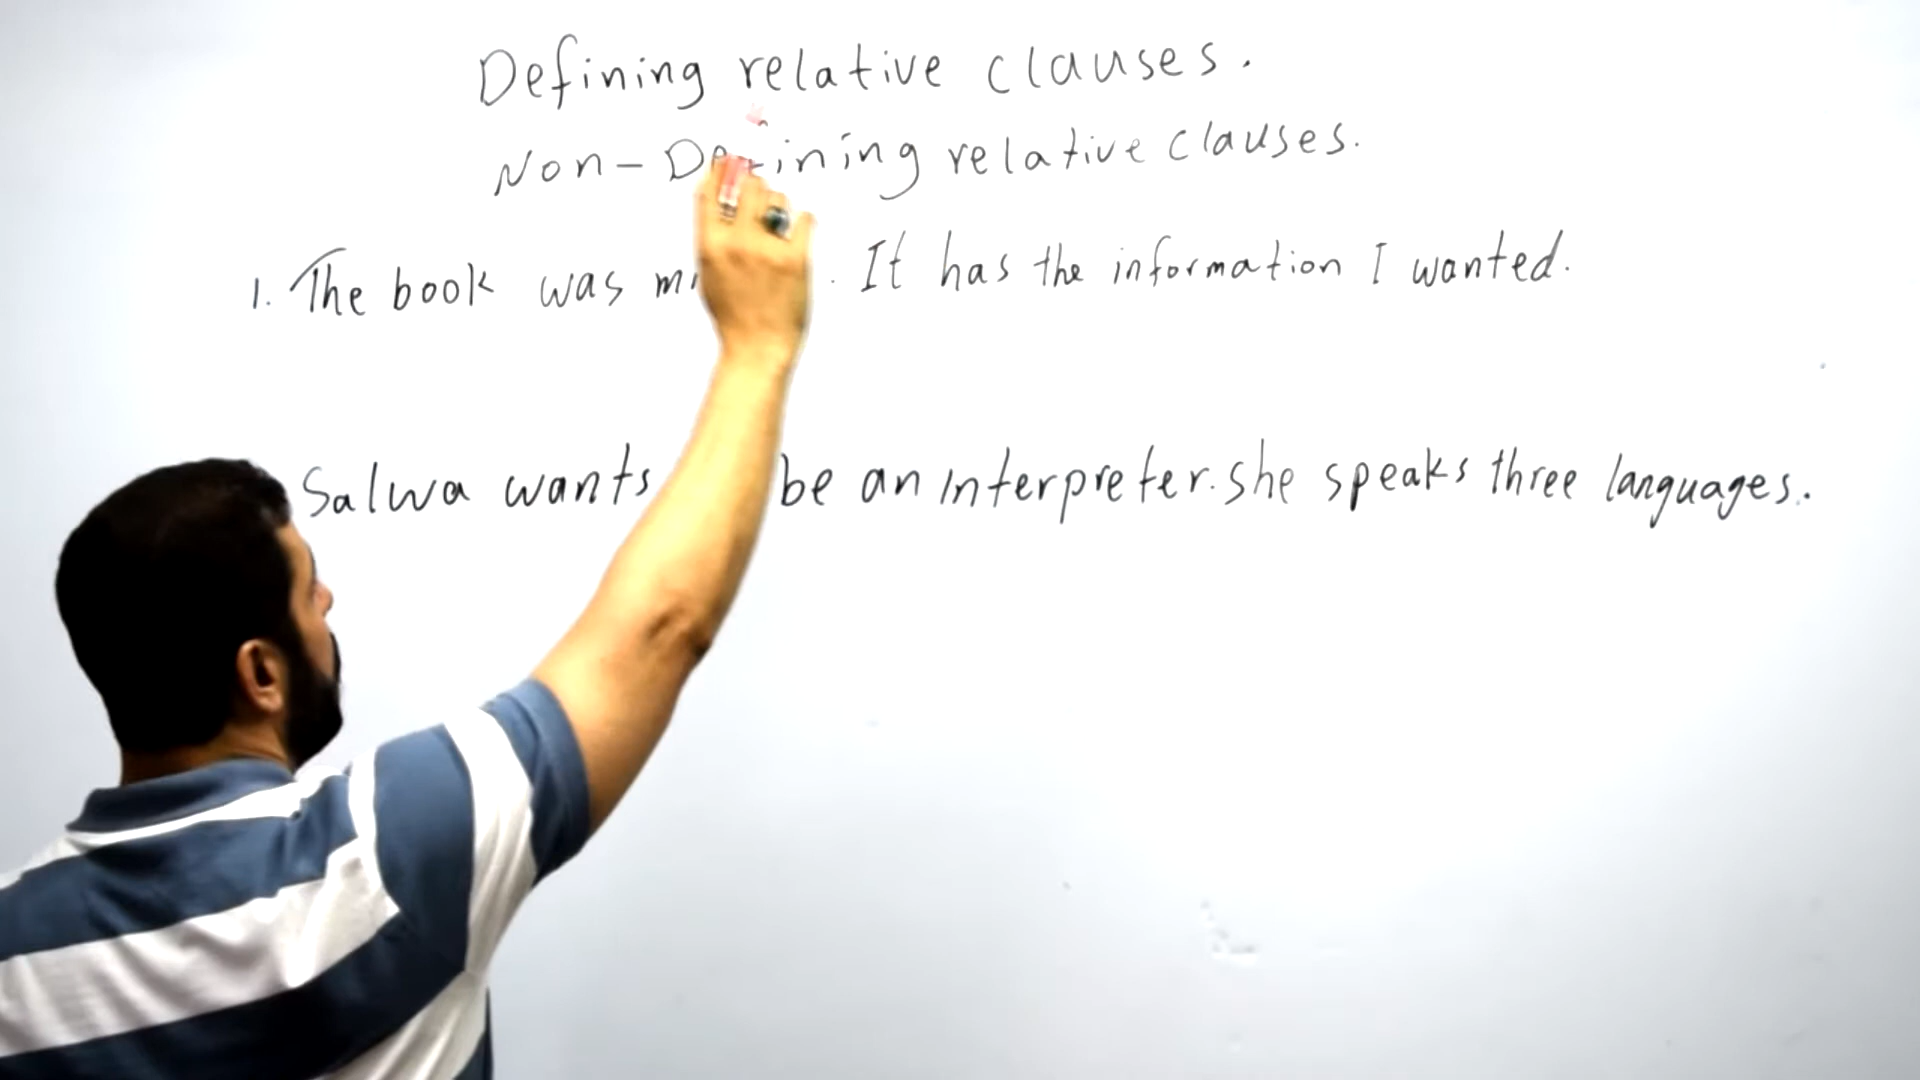 Defining relative clauses.
Non-Defining relative clauses.
1. The book was . It has the information I wanted.
Salwa wants be an interpreter. She speaks three languages.